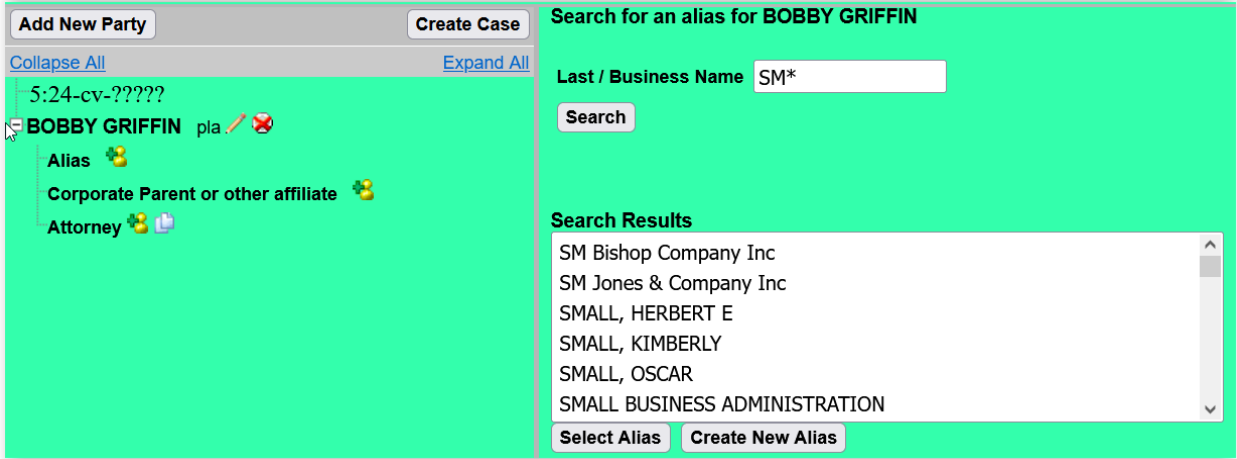 Add New Party
Create Case
Collapse All
Expand All
5:24-cv-?????
BOBBY GRIFFIN pla
Alias
Corporate Parent or other affiliate
Attorney
Search for an alias for BOBBY GRIFFIN
Last / Business Name SM*
Search
Search Results
SM Bishop Company Inc
SM Jones & Company Inc
SMALL, HERBERT E
SMALL, KIMBERLY
SMALL, OSCAR
SMALL BUSINESS ADMINISTRATION
Select Alias
Create New Alias